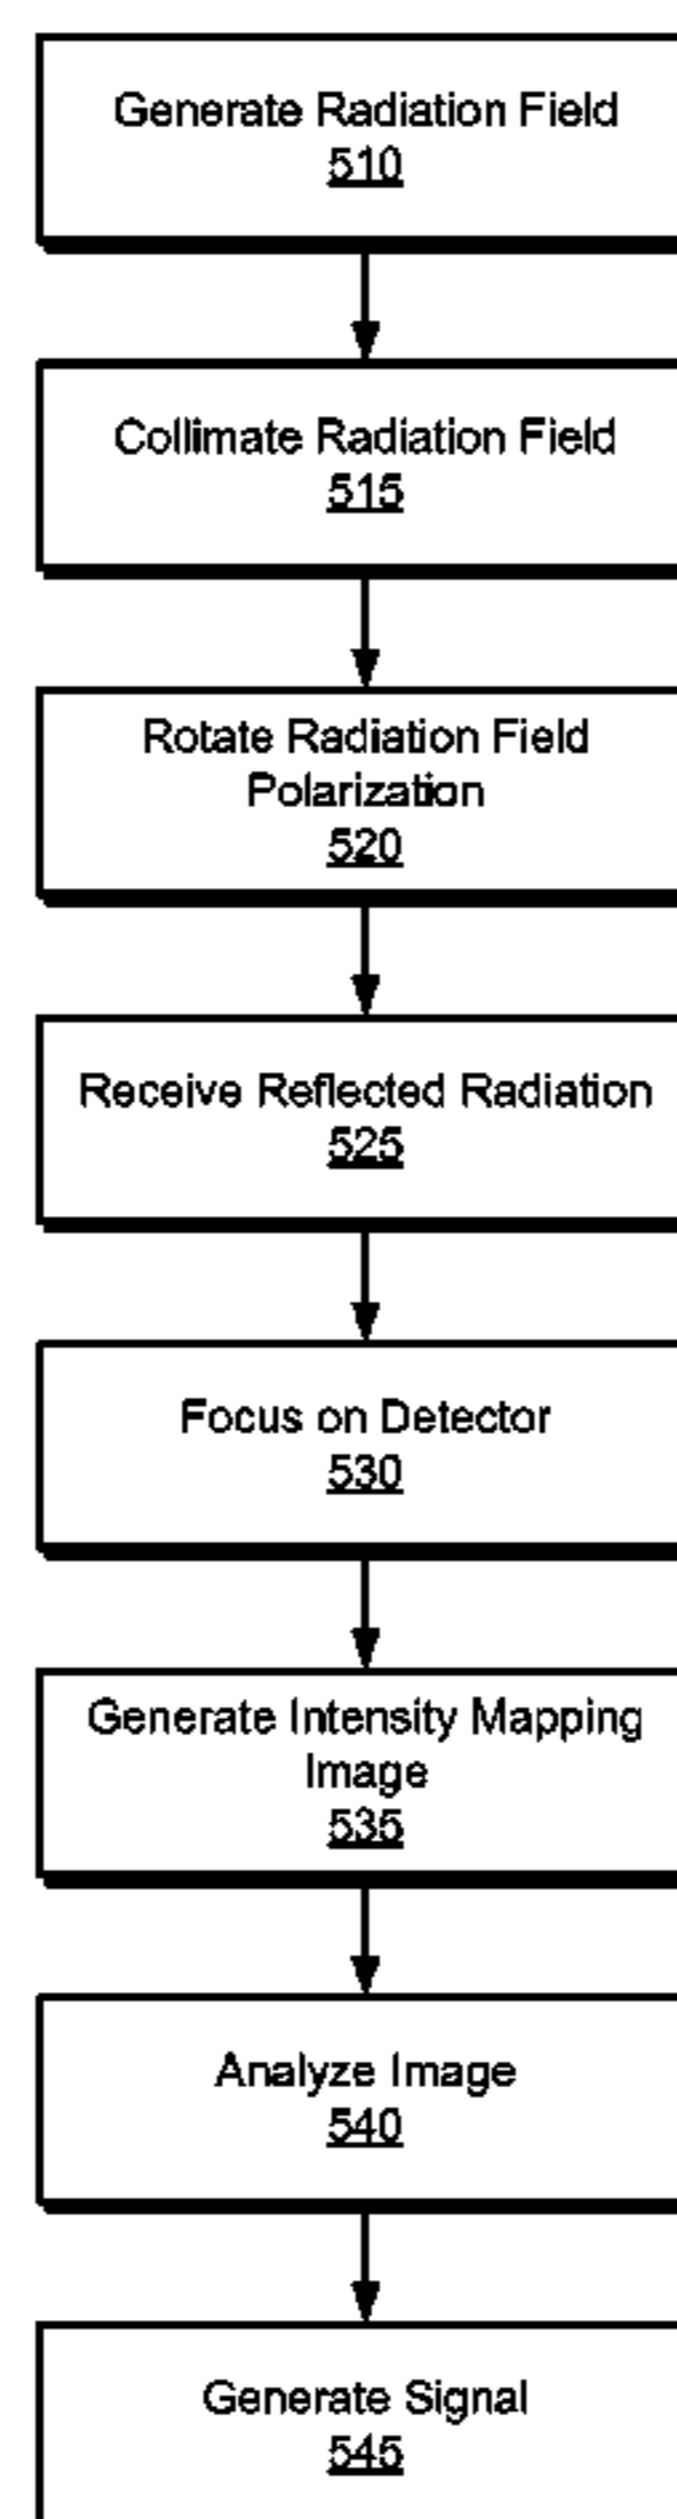 Generate Radiation Field
510
Collimate Radiation Field
515
Rotate Radiation Field
Polarization
520
Receive Reflected Radiation
525
Focus on Detector
530
Generate Intensity Mapping
Image
535
Analyze Image
540
Generate Signal
545